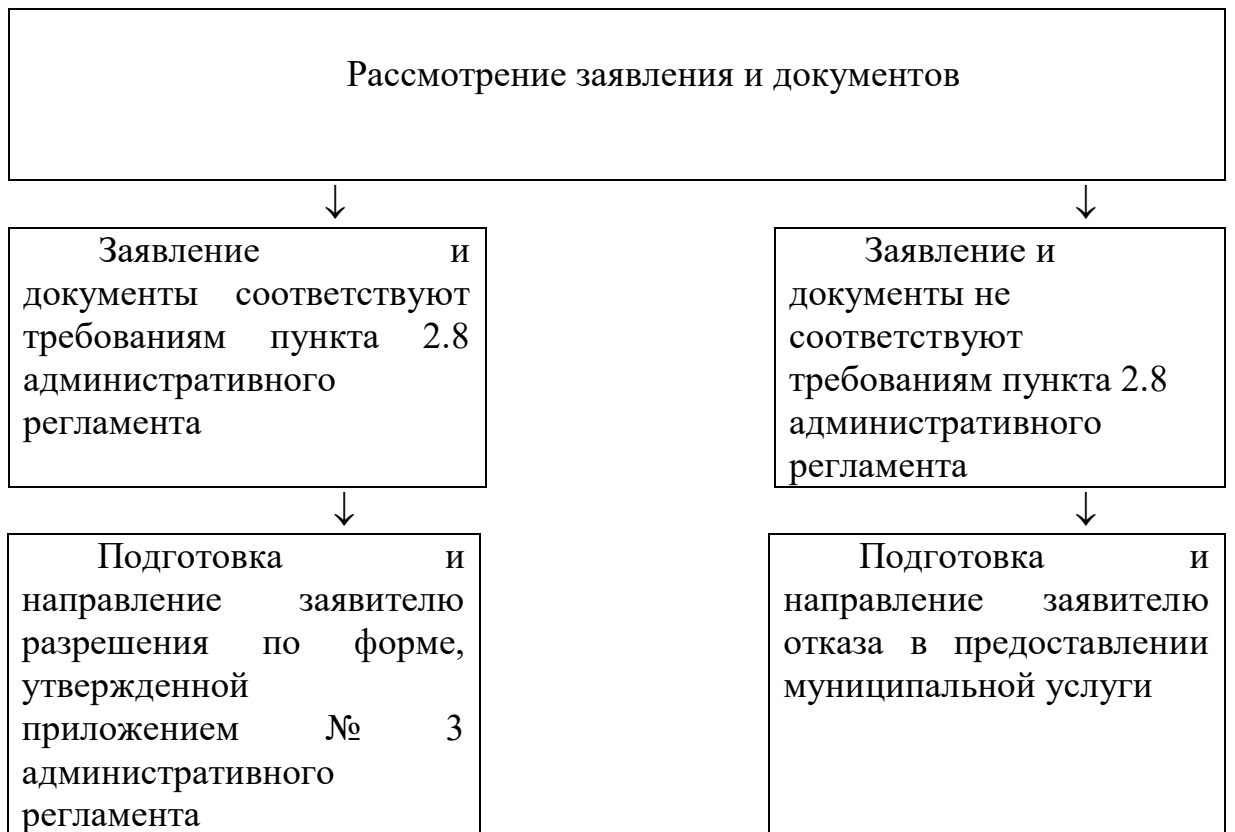 Рассмотрение заявления и документов
↓ ↓
Заявление и
документы соответствуют
требованиям пункта 2.8
административного
регламента
Заявление и
документы не
соответствуют
требованиям пункта 2.8
административного
регламента
↓ ↓
Подготовка и
направление заявителю
разрешения по форме,
утвержденной
приложением № 3
административного
регламента
Подготовка и
направление заявителю
отказа в предоставлении
муниципальной услуги